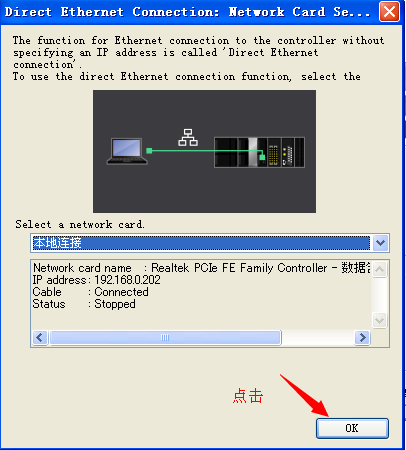 Direct Ethernet Connection: Network Card Se...
The function for Ethernet connection to the controller without
specifying an IP address is called 'Direct Ethernet
connection'.
To use the direct Ethernet connection function, select the
Select a network card.
本地连接
Network card name : Realtek PCIe FE Family Controller - 数据
IP address : 192.168.0.202
Cable : Connected
Status : Stopped
点击
OK